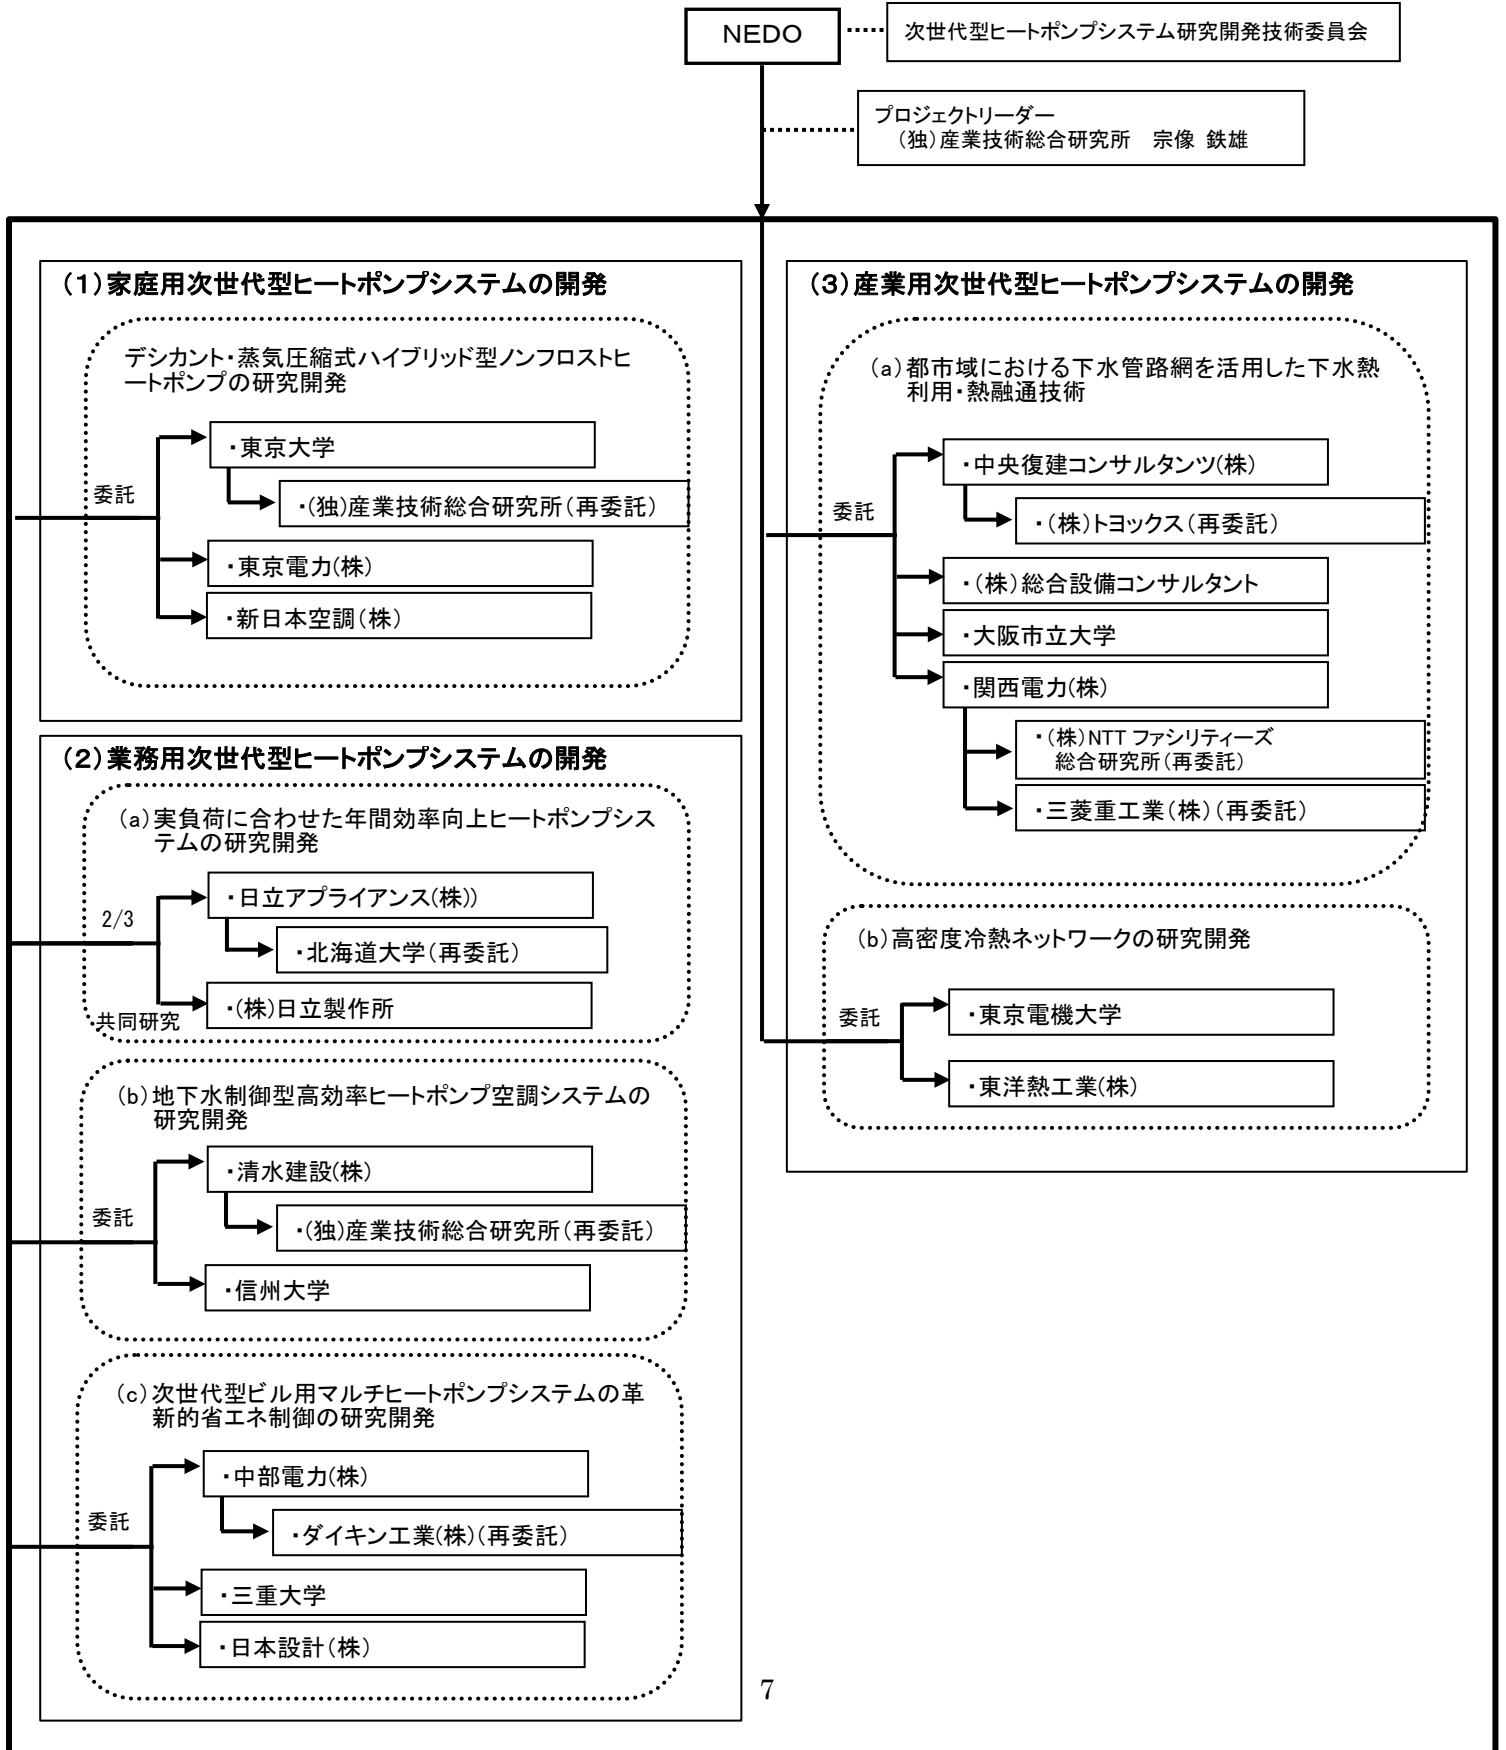 NEDO
次世代型ヒートポンプシステム研究開発技術委員会
プロジェクトリーダー
(独)産業技術総合研究所　宗像 鉄雄
(1)家庭用次世代型ヒートポンプシステムの開発
デシカント・蒸気圧縮式ハイブリッド型ノンフロストヒ
ートポンプの研究開発
委託
・東京大学
・(独)産業技術総合研究所(再委託)
・東京電力(株)
・新日本空調(株)
(2)業務用次世代型ヒートポンプシステムの開発
(a)実負荷に合わせた年間効率向上ヒートポンプシス
テムの研究開発
2/3
共同研究
・日立アプライアンス(株))
・北海道大学(再委託)
・(株)日立製作所
(b)地下水制御型高効率ヒートポンプ空調システムの
研究開発
委託
・清水建設(株)
・(独)産業技術総合研究所(再委託)
・信州大学
(c)次世代型ビル用マルチヒートポンプシステムの革
新的省エネ制御の研究開発
委託
・中部電力(株)
・ダイキン工業(株)(再委託)
・三重大学
・日本設計(株)
(3)産業用次世代型ヒートポンプシステムの開発
(a)都市域における下水管路網を活用した下水熱
利用・熱融通技術
委託
・中央復建コンサルタンツ(株)
・(株)トヨックス(再委託)
・(株)総合設備コンサルタント
・大阪市立大学
・関西電力(株)
・(株)NTT ファシリティーズ
総合研究所(再委託)
・三菱重工業(株)(再委託)
(b)高密度冷熱ネットワークの研究開発
委託
・東京電機大学
・東洋熱工業(株)
7